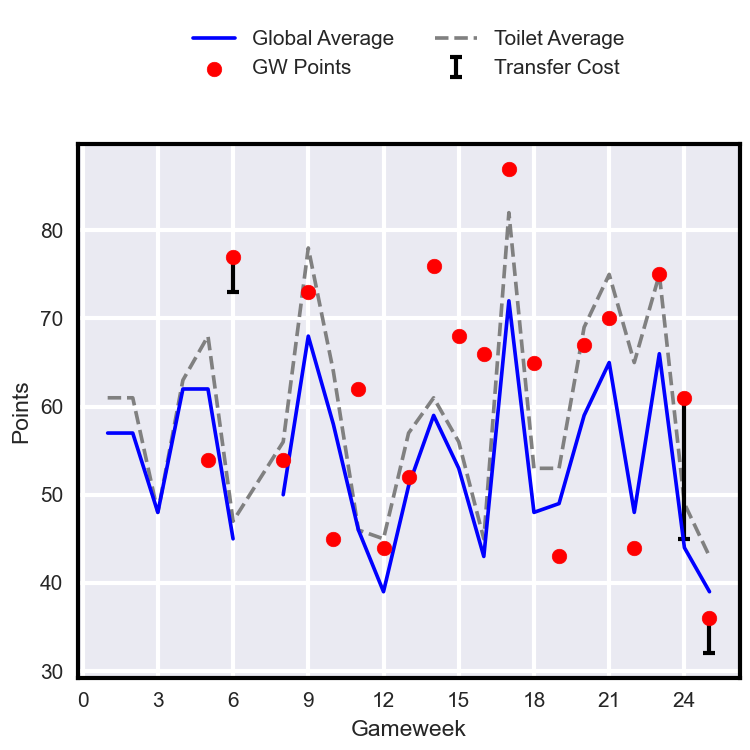 Global Average
Toilet Average
GW Points
Transfer Cost
80
70
60
50
40
30
Points
0 3 6 9 12 15 18 21 24
Gameweek